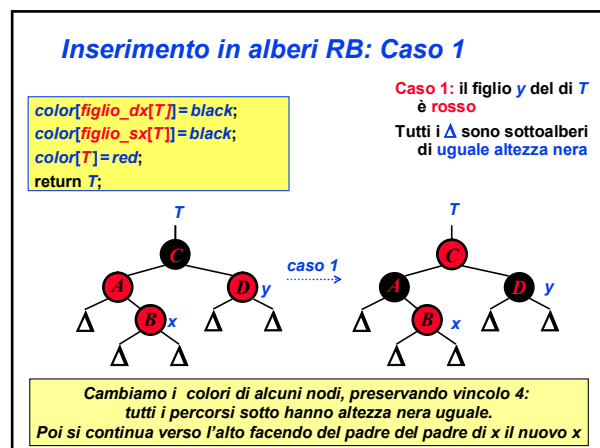 Inserimento in alberi RB: Caso 1
color[figlio_dx[T]]=black;
color[figlio_sx[T]]=black;
color[T]=red;
return T;
Caso 1: il figlio y del di T
è rosso
Tutti i Δ sono sottoalberi
di uguale altezza nera
T
C
A
D
y
B
x
Δ
Δ
Δ
Δ
Δ
caso 1
T
C
A
D
y
B
x
Δ
Δ
Δ
Δ
Δ
Cambiamo i colori di alcuni nodi, preservando vincolo 4:
tutti i percorsi sotto hanno altezza nera uguale.
Poi si continua verso l'alto facendo del padre del padre di x il nuovo x